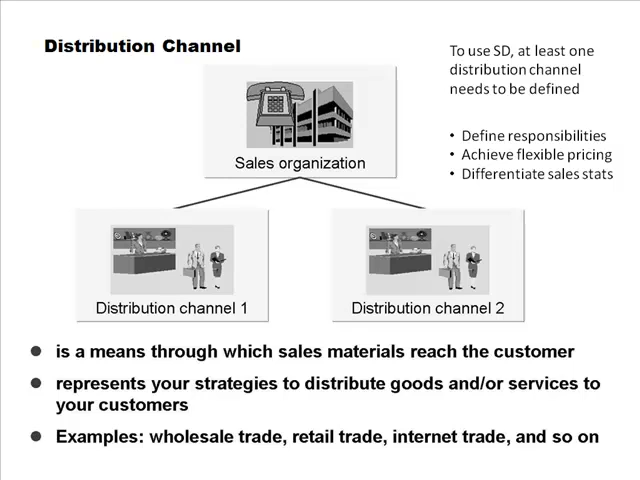 Distribution Channel
To use SD, at least one
distribution channel
needs to be defined
• Define responsibilities
• Achieve flexible pricing
• Differentiate sales stats
Sales organization
Distribution channel 1
Distribution channel 2
● is a means through which sales materials reach the customer
● represents your strategies to distribute goods and/or services to
your customers
● Examples: wholesale trade, retail trade, internet trade, and so on